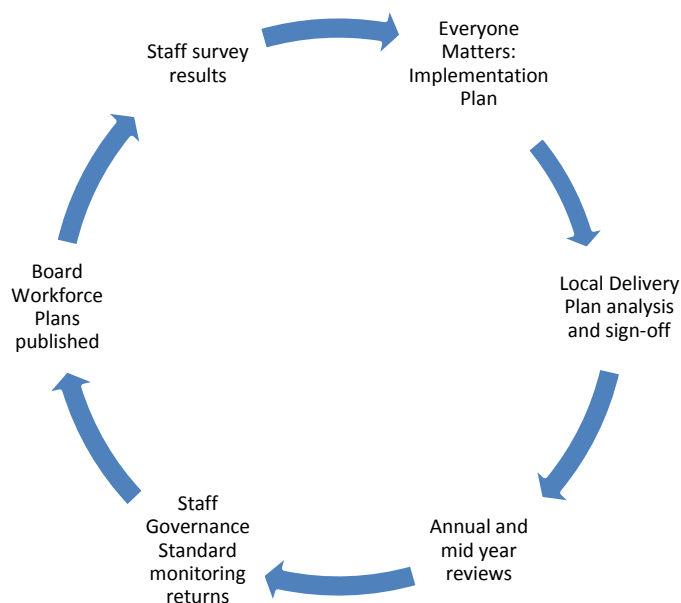 Staff survey
results
Everyone
Matters:
Implementation
Plan
Local Delivery
Plan analysis
and sign-off
Annual and
mid year
reviews
Staff
Governance
Standard
monitoring
returns
Board
Workforce
Plans
published